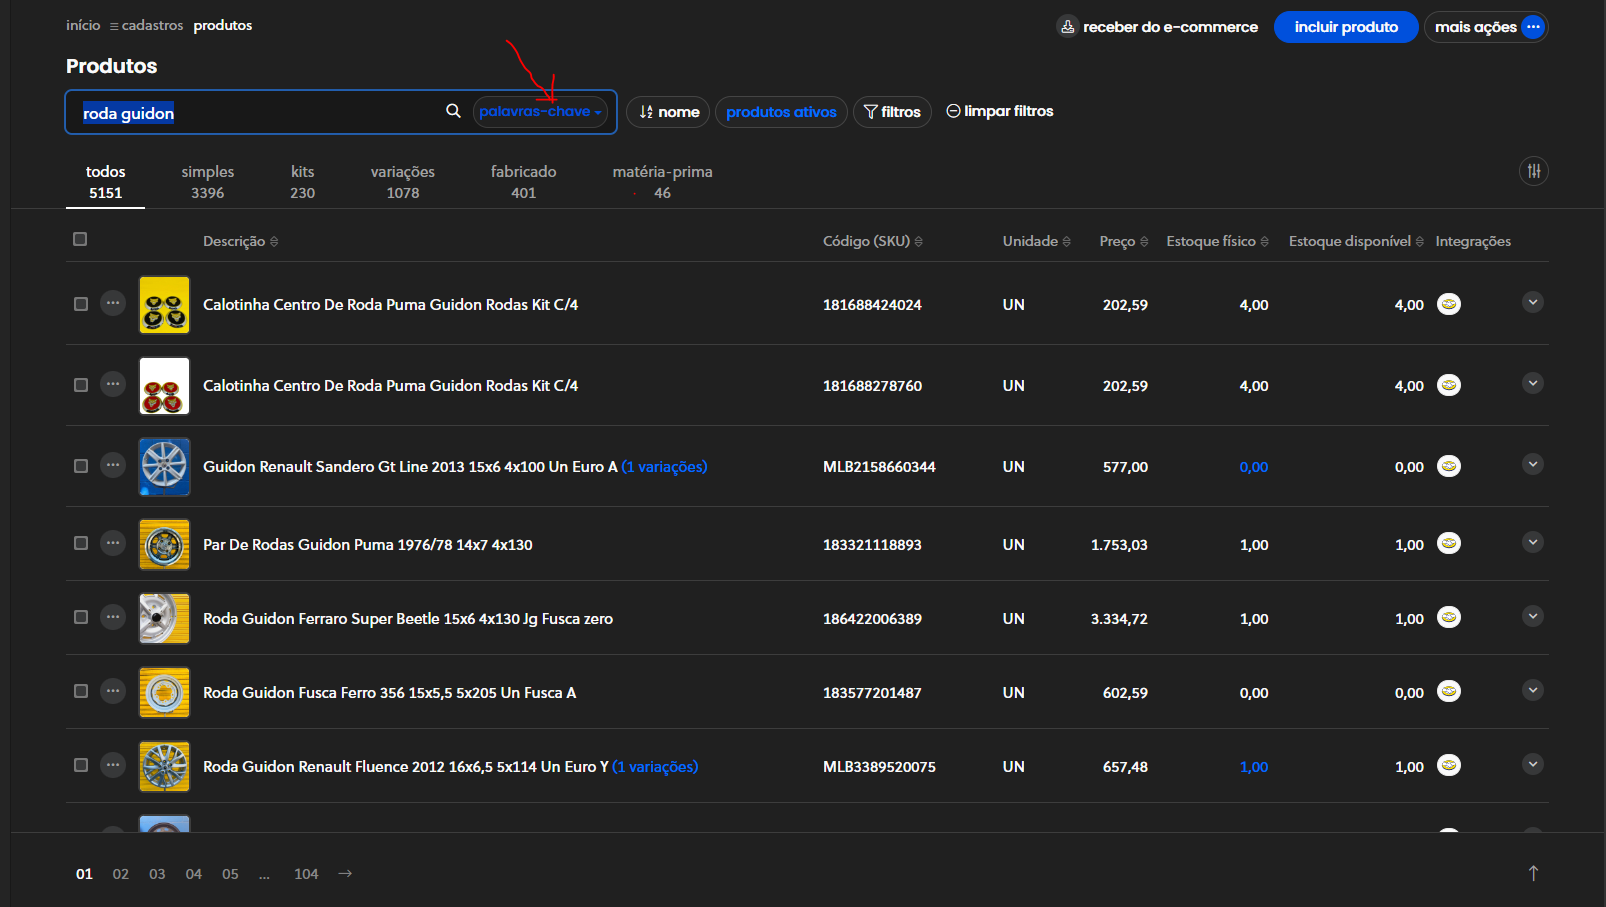 início cadastros produtos
receber do e-commerce incluir produto mais ações
Produtos
roda guidon palavras-chave nome produtos ativos filtros limpar filtros
todos simples kits variações fabricado matéria-prima
5151 3396 230 1078 401 46
Descrição Código (SKU) Unidade Preço Estoque físico Estoque disponível Integrações
Calotinha Centro De Roda Puma Guidon Rodas Kit C/4 181688424024 UN 202,59 4,00 4,00
Calotinha Centro De Roda Puma Guidon Rodas Kit C/4 181688278760 UN 202,59 4,00 4,00
Guidon Renault Sandero Gt Line 2013 15x6 4x100 Un Euro A (1 variações) MLB2158660344 UN 577,00 0,00 0,00
Par De Rodas Guidon Puma 1976/78 14x7 4x130 183321118893 UN 1.753,03 1,00 1,00
Roda Guidon Ferraro Super Beetle 15x6 4x130 Jg Fusca zero 186422006389 UN 3.334,72 1,00 1,00
Roda Guidon Fusca Ferro 356 15x5,5 5x205 Un Fusca A 183577201487 UN 602,59 0,00 0,00
Roda Guidon Renault Fluence 2012 16x6,5 5x114 Un Euro Y (1 variações) MLB3389520075 UN 657,48 1,00 1,00
01 02 03 04 05 ... 104 →